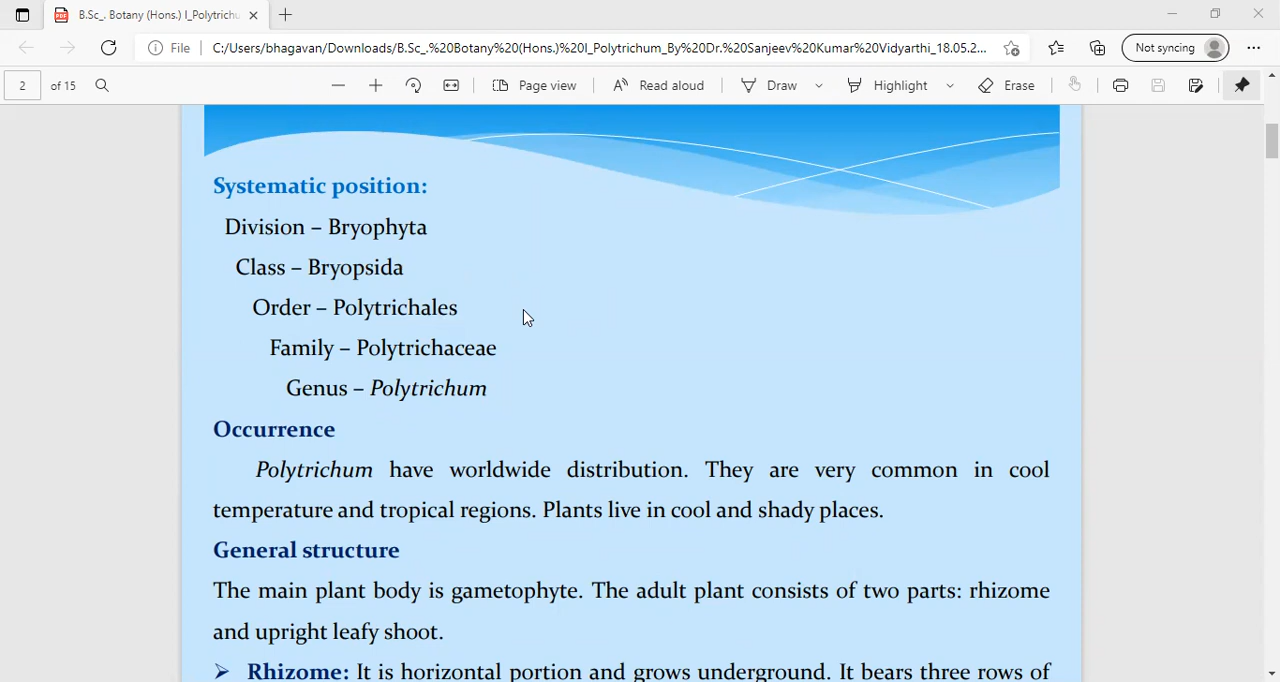 B.Sc_. Botany (Hons.) I_Polytrichu
File C:/Users/bhagavan/Downloads/B.Sc_.%20Botany%20(Hons.)%20I_Polytrichum_By%20Dr.%20Sanjeev%20Kumar%20Vidyarthi_18.05.2... Not syncing
2 of 15 Page view Read aloud Draw Highlight Erase
Systematic position:
Division – Bryophyta
Class – Bryopsida
Order – Polytrichales
Family – Polytrichaceae
Genus – Polytrichum
Occurrence
Polytrichum have worldwide distribution. They are very common in cool
temperature and tropical regions. Plants live in cool and shady places.
General structure
The main plant body is gametophyte. The adult plant consists of two parts: rhizome
and upright leafy shoot.
➢ Rhizome: It is horizontal portion and grows underground. It bears three rows of